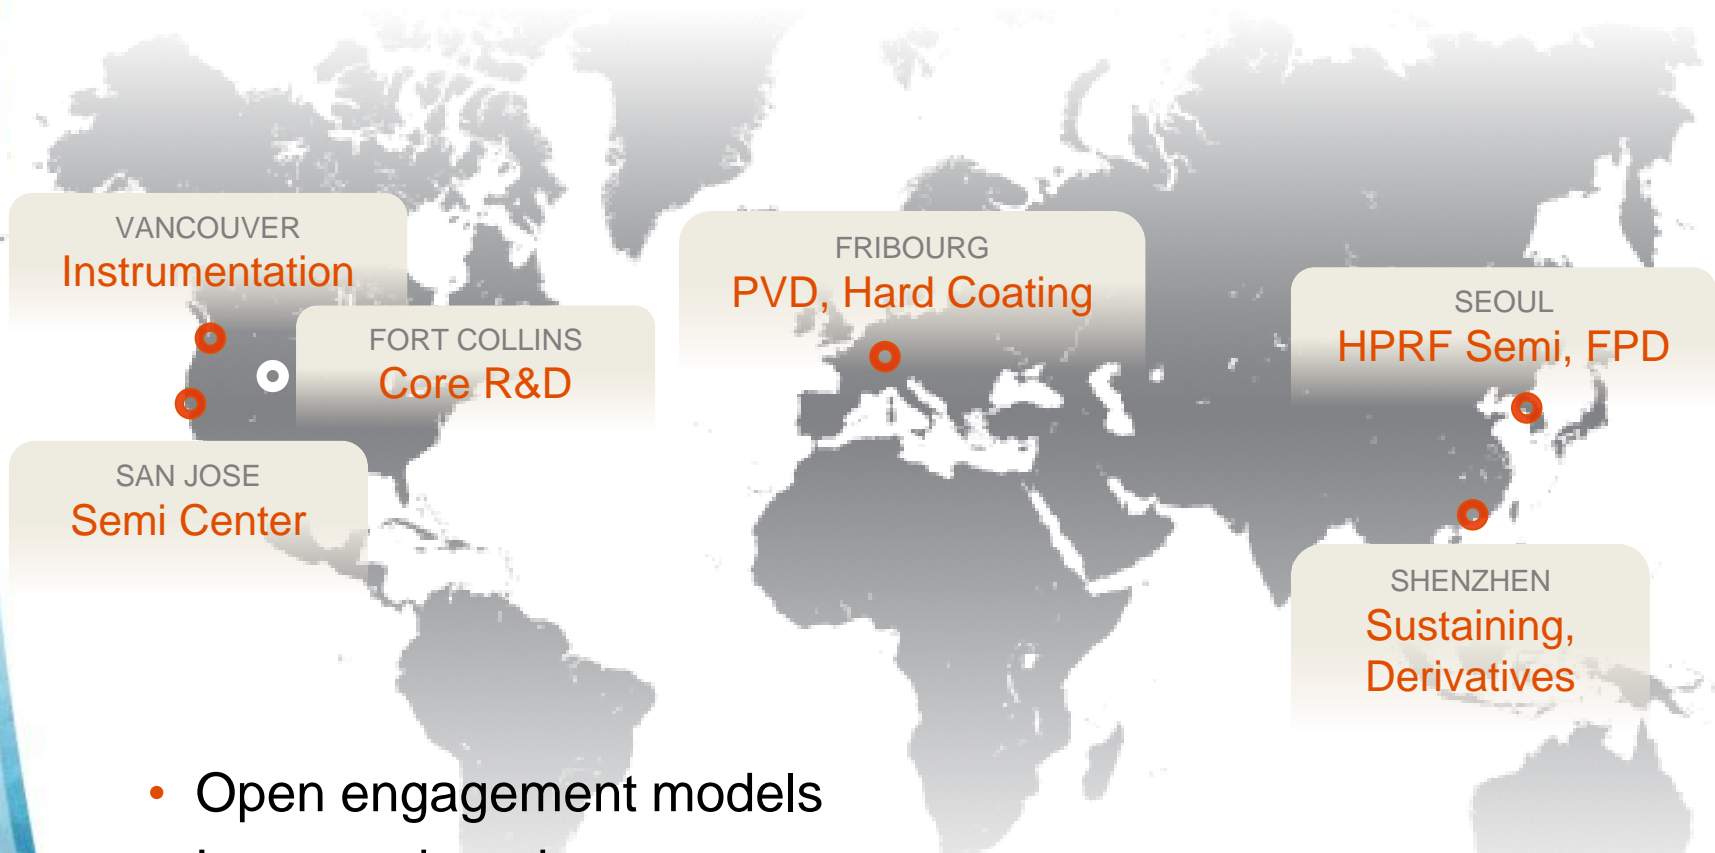 VANCOUVER
Instrumentation
FORT COLLINS
Core R&D
SAN JOSE
Semi Center
FRIBOURG
PVD, Hard Coating
SEOUL
HPRF Semi, FPD
SHENZHEN
Sustaining,
Derivatives
• Open engagement models